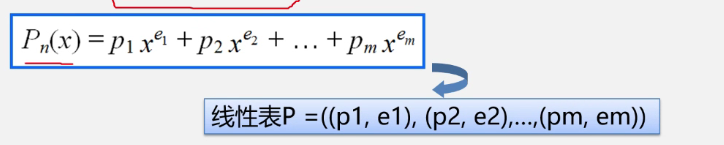 Pₙ(x) = p₁ x^e₁ + p₂ x^e₂ + … + pₘ x^eₘ
线性表P =((p1, e1), (p2, e2),...,(pm, em))